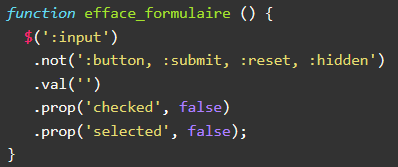 function efface_formulaire () {
  $(':input')
   .not(':button, :submit, :reset, :hidden')
   .val('')
   .prop('checked', false)
   .prop('selected', false);
}